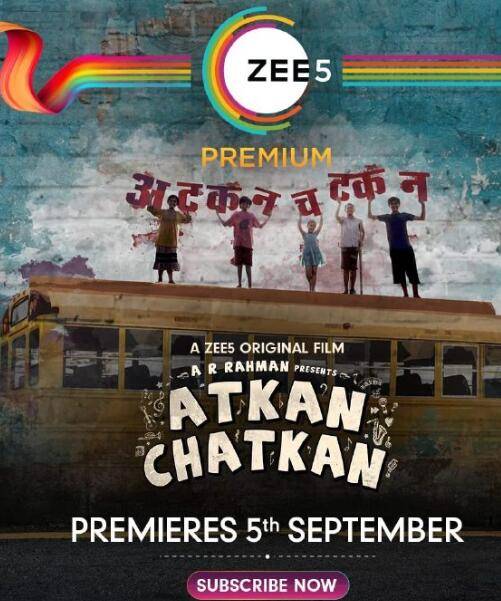 ZEE5
PREMIUM
अटकन चटकन
A ZEE5 ORIGINAL FILM
A R RAHMAN PRESENTS
ATKAN
CHATKAN
PREMIERES 5th SEPTEMBER
SUBSCRIBE NOW